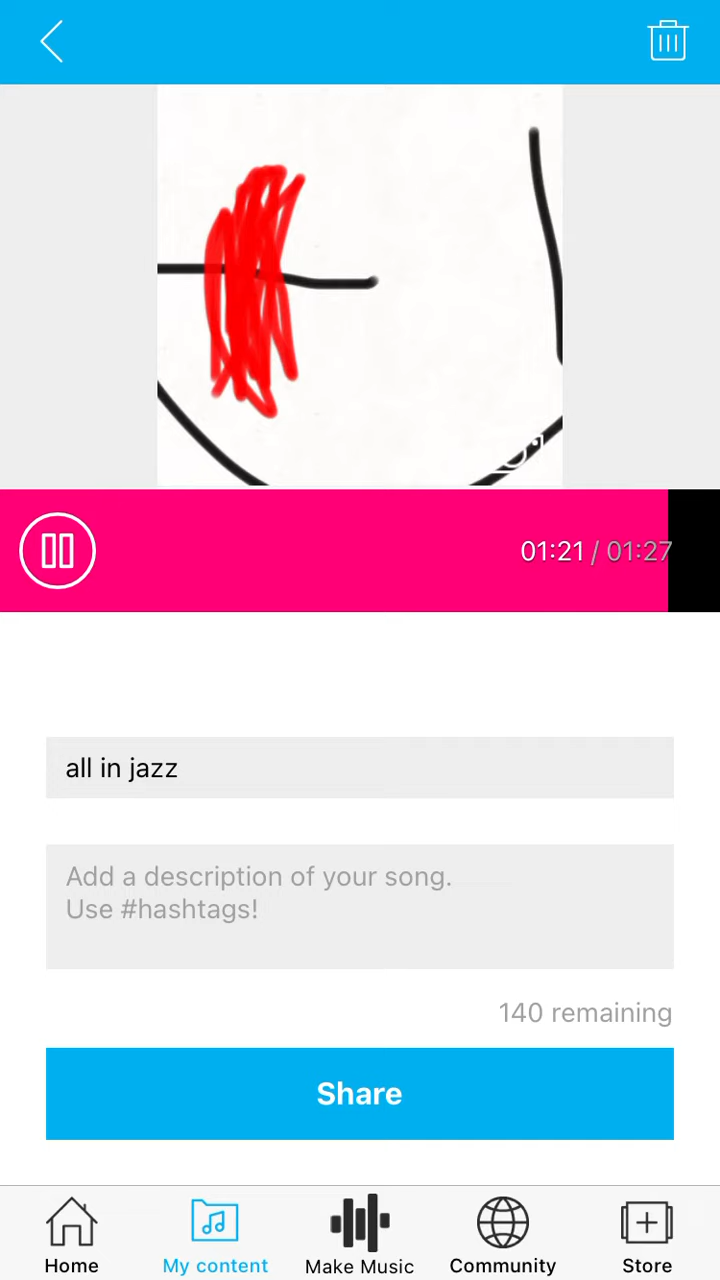 01:21 / 01:27
all in jazz
Add a description of your song.
Use #hashtags!
140 remaining
Share
Home
My content
Make Music
Community
Store